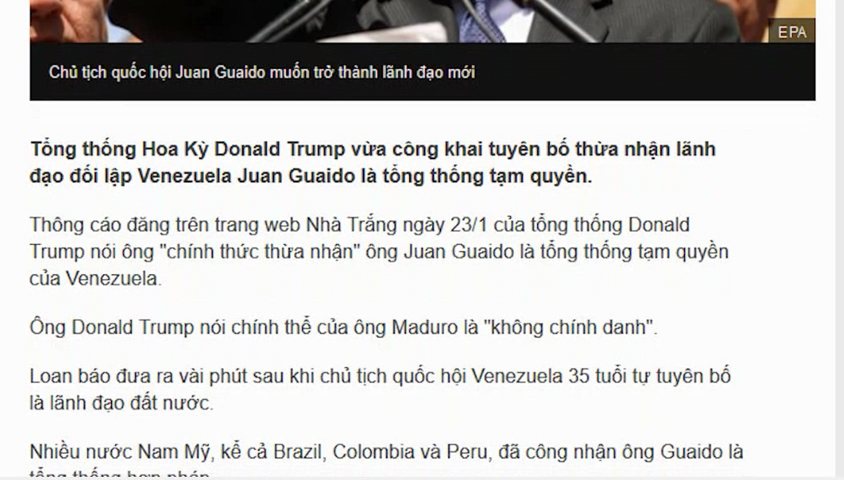 EPA
Chủ tịch quốc hội Juan Guaido muốn trở thành lãnh đạo mới
Tổng thống Hoa Kỳ Donald Trump vừa công khai tuyên bố thừa nhận lãnh
đạo đối lập Venezuela Juan Guaido là tổng thống tạm quyền.
Thông cáo đăng trên trang web Nhà Trắng ngày 23/1 của tổng thống Donald
Trump nói ông "chính thức thừa nhận" ông Juan Guaido là tổng thống tạm quyền
của Venezuela.
Ông Donald Trump nói chính thể của ông Maduro là "không chính danh".
Loan báo đưa ra vài phút sau khi chủ tịch quốc hội Venezuela 35 tuổi tự tuyên bố
là lãnh đạo đất nước.
Nhiều nước Nam Mỹ, kể cả Brazil, Colombia và Peru, đã công nhận ông Guaido là
tổng thống hợp pháp